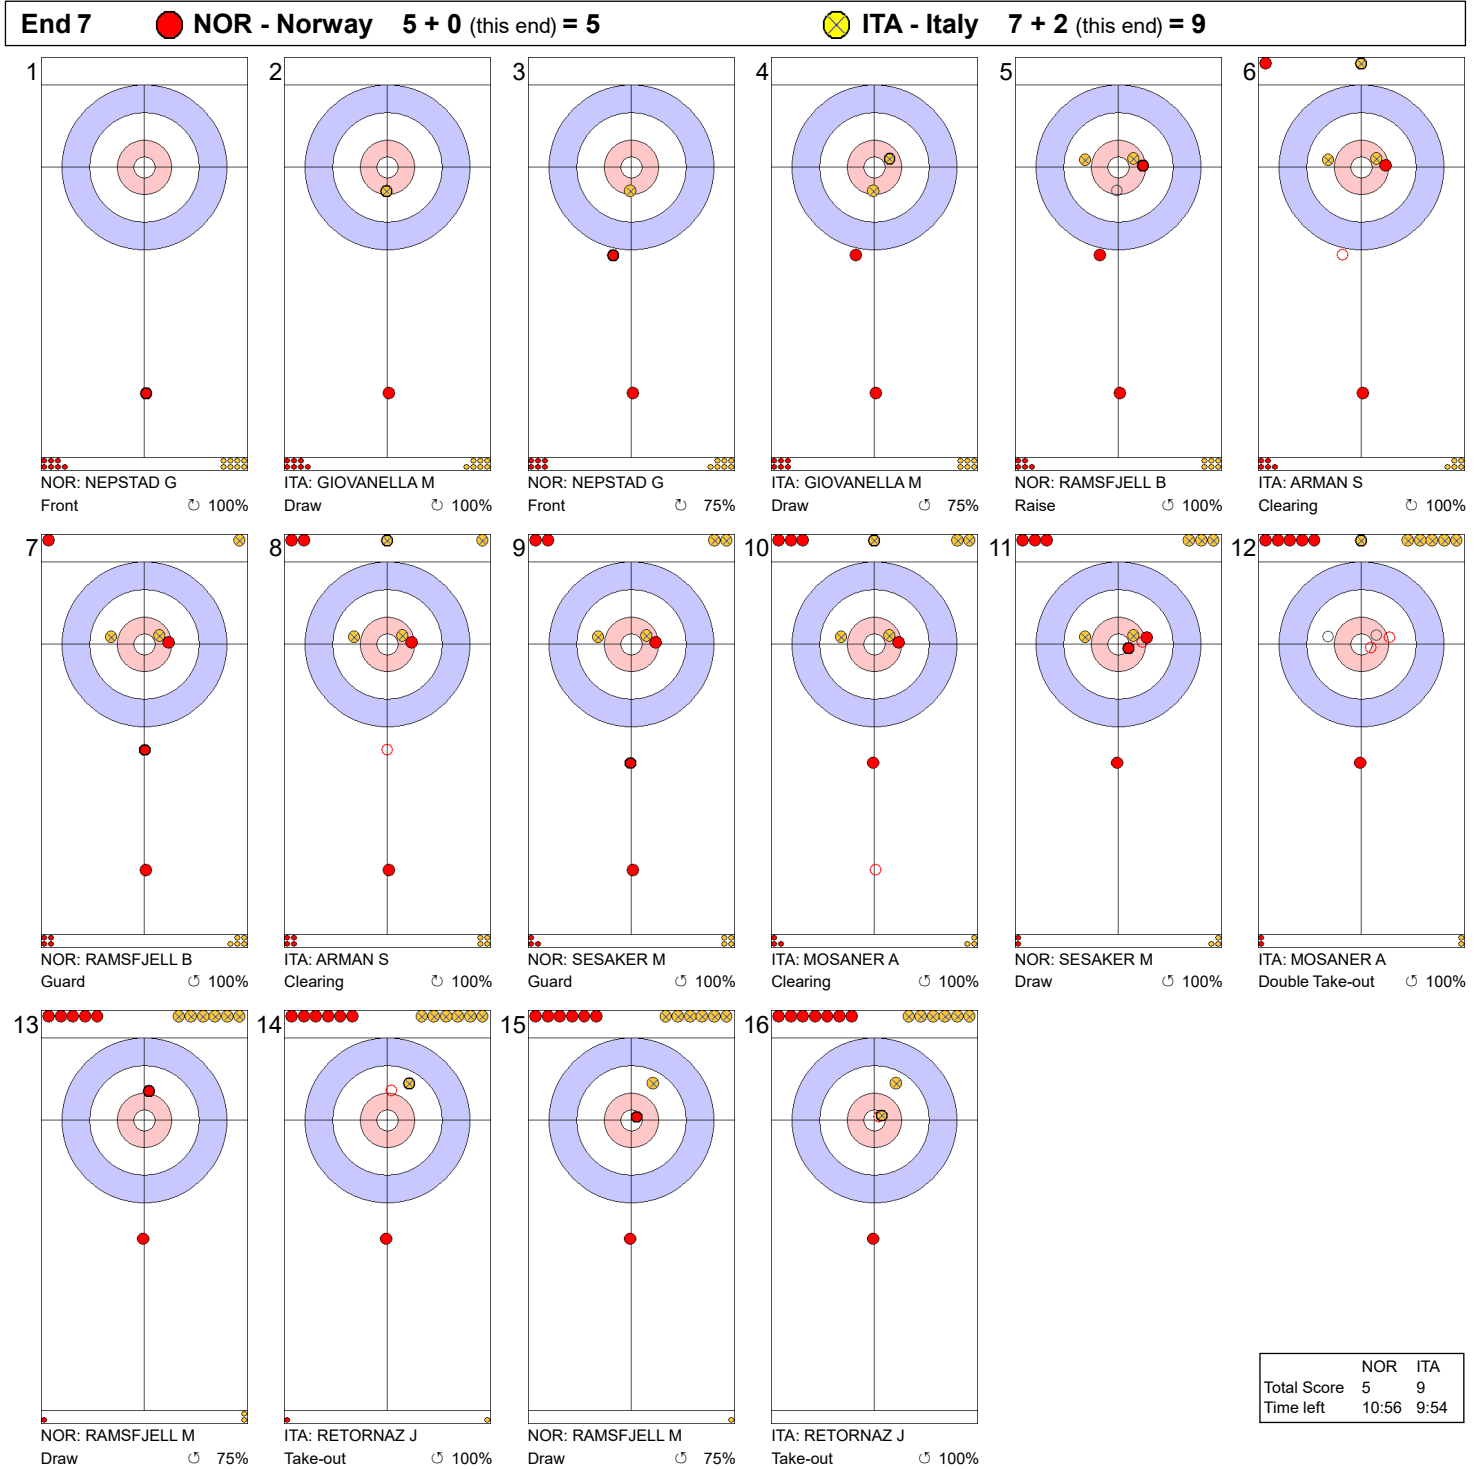 End 7 NOR - Norway 5 + 0 (this end) = 5 ITA - Italy 7 + 2 (this end) = 9
1 2 3 4 5 6
NOR: NEPSTAD G ITA: GIOVANELLA M NOR: NEPSTAD G ITA: GIOVANELLA M NOR: RAMSFJELL B ITA: ARMAN S
Front ↻ 100% Draw ↻ 100% Front ↻ 75% Draw ↺ 75% Raise ↺ 100% Clearing ↻ 100%
7 8 9 10 11 12
NOR: RAMSFJELL B ITA: ARMAN S NOR: SESAKER M ITA: MOSANER A NOR: SESAKER M ITA: MOSANER A
Guard ↺ 100% Clearing ↻ 100% Guard ↺ 100% Clearing ↺ 100% Draw ↺ 100% Double Take-out ↺ 100%
13 14 15 16
NOR: RAMSFJELL M ITA: RETORNAZ J NOR: RAMSFJELL M ITA: RETORNAZ J
Draw ↺ 75% Take-out ↺ 100% Draw ↺ 75% Take-out ↺ 100%
NOR ITA
Total Score 5 9
Time left 10:56 9:54